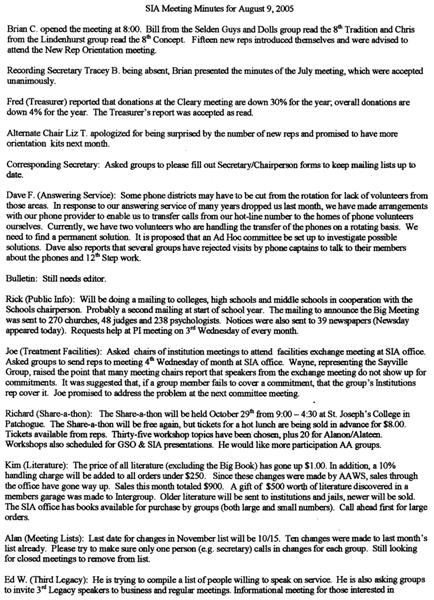 SIA Meeting Minutes for August 9, 2005
Brian C. opened the meeting at 8:00. Bill from the Selden Guys and Dolls group read the 8th Tradition and Chris
from the Lindenhurst group read the 8th Concept. Fifteen new reps introduced themselves and were advised to
attend the New Rep Orientation meeting.
Recording Secretary Tracey B. being absent, Brian presented the minutes of the July meeting, which were accepted
unanimously.
Fred (Treasurer) reported that donations at the Cleary meeting are down 30% for the year; overall donations are
down 4% for the year. The Treasurer's report was accepted as read.
Alternate Chair Liz T. apologized for being surprised by the number of new reps and promised to have more
orientation kits next month.
Corresponding Secretary: Asked groups to please fill out Secretary/Chairperson forms to keep mailing lists up to
date.
Dave F. (Answering Service): Some phone districts may have to be cut from the rotation for lack of volunteers from
those areas. In response to our answering service of many years dropped us last month, we have made arrangements
with our phone provider to enable us to transfer calls from our hot-line number to the homes of phone volunteers
ourselves. Currently, we have two volunteers who are handling the transfer of the phones on a rotating basis. We
need to find a permanent solution. It is proposed that an Ad Hoc committee be set up to investigate possible
solutions. Dave also reports that several groups have rejected visits by phone captains to talk to their members
about the phones and 12th Step work.
Bulletin: Still needs editor.
Rick (Public Info): Will be doing a mailing to colleges, high schools and middle schools in cooperation with the
Schools chairperson. Probably a second mailing at start of school year. The mailing to announce the Big Meeting
was sent to 270 churches, 48 judges and 238 psychologists. Notices were also sent to 39 newspapers (Newsday
appeared today). Requests help at PI meeting on 3rd Wednesday of every month.
Joe (Treatment Facilities): Asked chairs of institution meetings to attend facilities exchange meeting at SIA office.
Asked groups to send reps to meeting 4th Wednesday of month at SIA office. Wayne, representing the Sayville
Group, raised the point that many meeting chairs report that speakers from the exchange meeting do not show up for
commitments. It was suggested that, if a group member fails to cover a commitment, that the group's Institutions
rep cover it. Joe promised to address the problem at the next committee meeting.
Richard (Share-a-thon): The Share-a-thon will be held October 29th from 9:00 – 4:30 at St. Joseph's College in
Patchogue. The Share-a-thon will be free again, but tickets for a hot lunch are being sold in advance for $8.00.
Tickets available from reps. Thirty-five workshop topics have been chosen, plus 20 for Alanon/Alateen.
Workshops also scheduled for GSO & SIA presentations. He would like more participation AA groups.
Kim (Literature): The price of all literature (excluding the Big Book) has gone up $1.00. In addition, a 10%
handling charge will be added to all orders under $250. Since these changes were made by AAWS, sales through
the office have gone way up. Sales this month totaled $900. A gift of $500 worth of literature discovered in a
members garage was made to Intergroup. Older literature will be sent to institutions and jails, newer will be sold.
The SIA office has books available for purchase by groups (both large and small numbers). Call ahead first for large
orders.
Alan (Meeting Lists): Last date for changes in November list will be 10/15. Ten changes were made to last month's
list already. Please try to make sure only one person (e.g. secretary) calls in changes for each group. Still looking
for closed meetings to remove from list.
Ed W. (Third Legacy): He is trying to compile a list of people willing to speak on service. He is also asking groups
to invite 3rd Legacy speakers to business and regular meetings. Informational meeting for those interested in